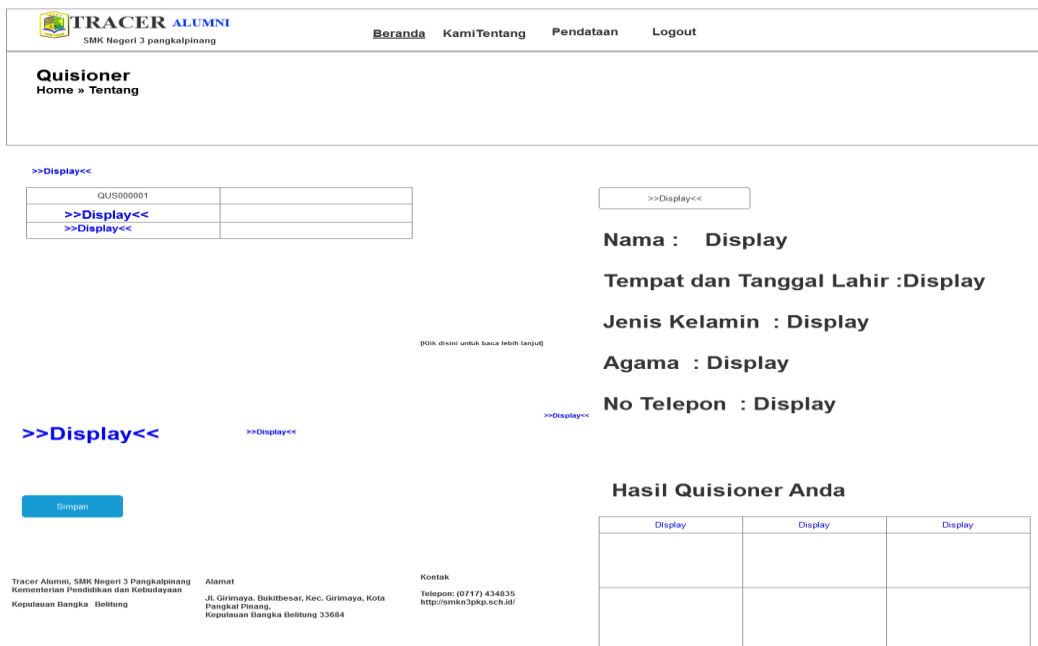 TRACER ALUMNI
SMK Negeri 3 pangkalpinang
Beranda KamiTentang Pendataan Logout
Quisioner
Home » Tentang
>>Display<<
QUS000001
>>Display<<
>>Display<<
[Klik disini untuk baca lebih lanjut]
>>Display<<
>>Display<<
>>Display<<
Simpan
>>Display<<
Nama : Display
Tempat dan Tanggal Lahir :Display
Jenis Kelamin : Display
Agama : Display
No Telepon : Display
Hasil Quisioner Anda
DIsplay Display Display
Tracer Alumni, SMK Negeri 3 Pangkalpinang
Kementerian Pendidikan dan Kebudayaan
Kepulauan Bangka Belitung
Alamat
Jl. Girimaya. Bukitbesar, Kec. Girimaya, Kota
Pangkal Pinang,
Kepulauan Bangka Belitung 33684
Kontak
Telepon: (0717) 434835
http://smkn3pkp.sch.id/